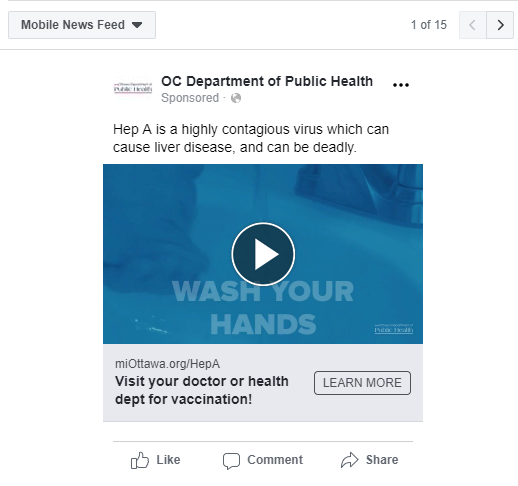 Mobile News Feed
1 of 15
OC Department of Public Health
Sponsored ·
Hep A is a highly contagious virus which can
cause liver disease, and can be deadly.
WASH YOUR
HANDS
Public Health
miOttawa.org/HepA
Visit your doctor or health
dept for vaccination!
LEARN MORE
Like
Comment
Share